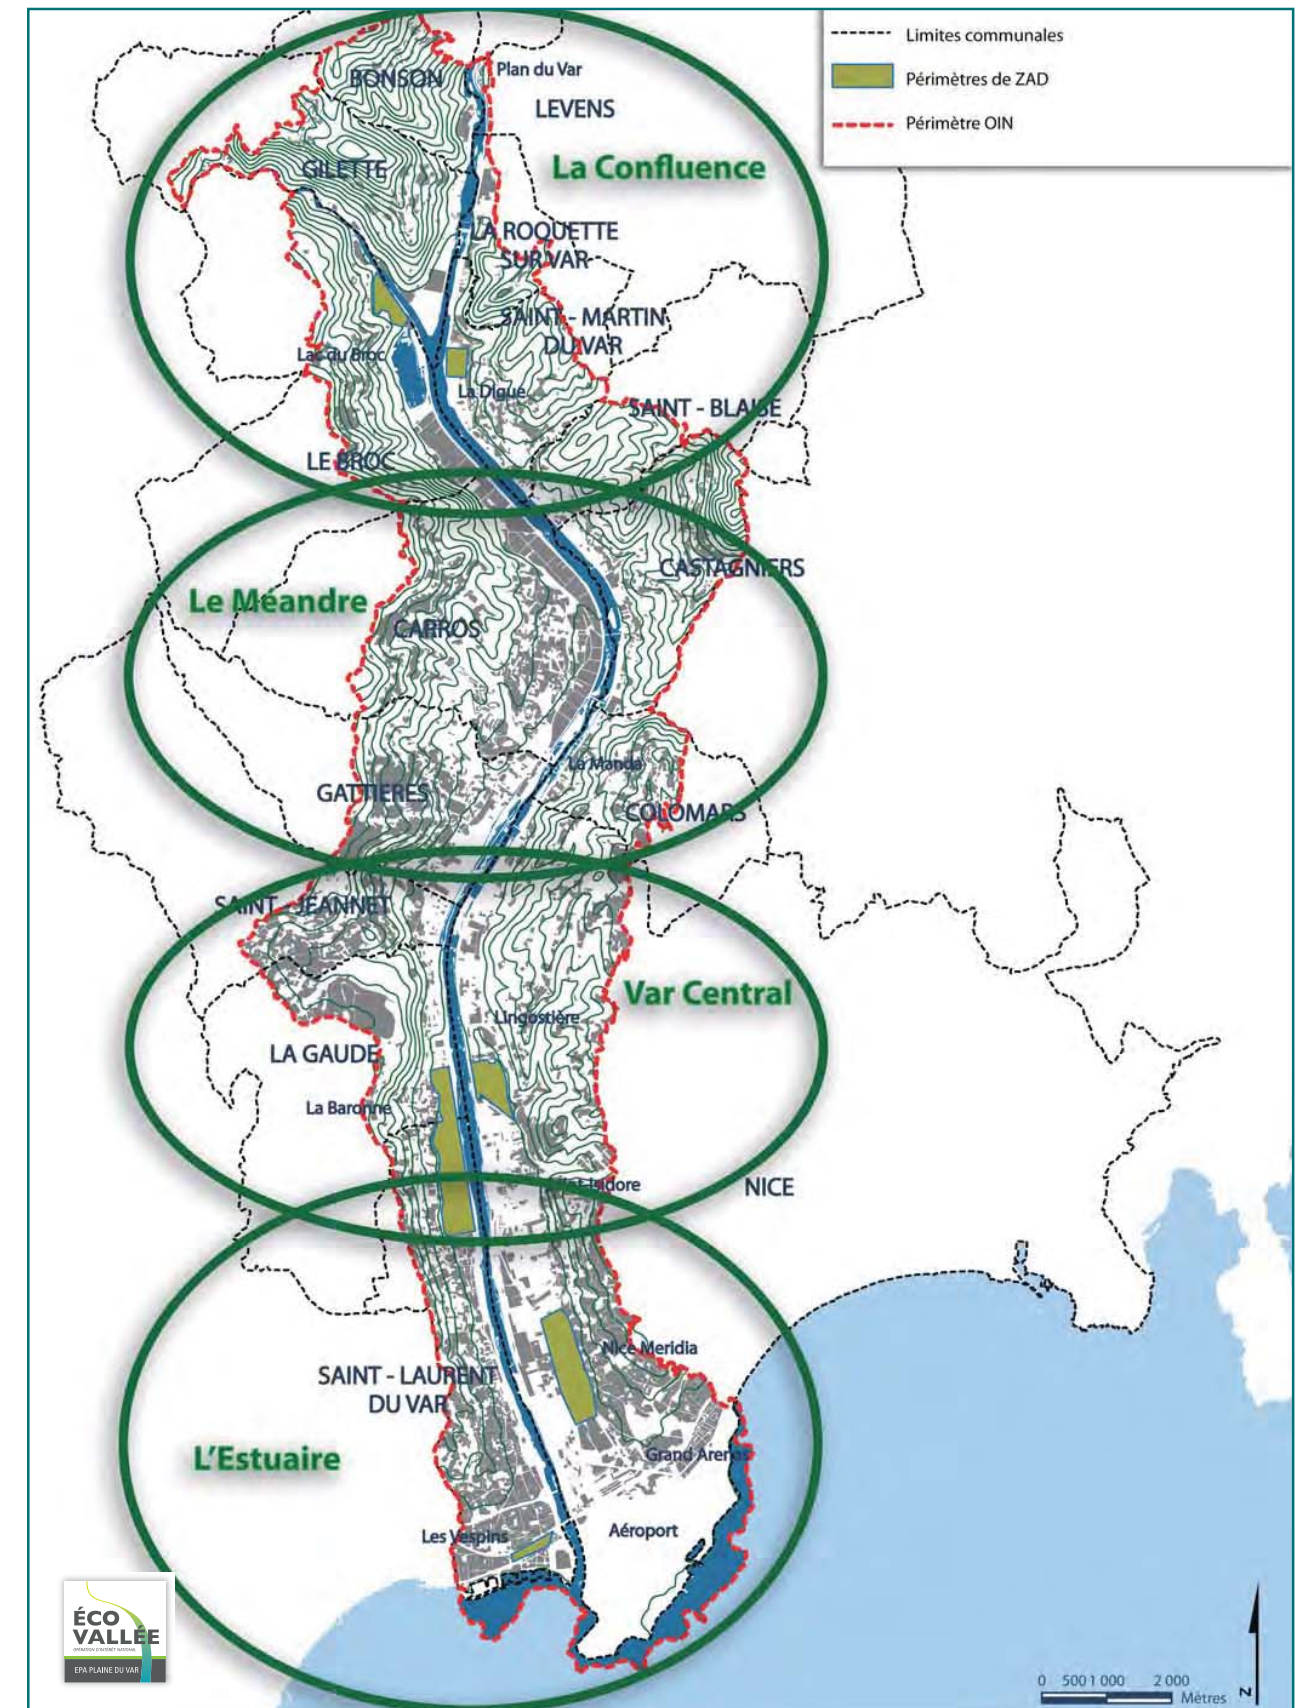 Limites communales
Périmètres de ZAD
Périmètre OIN
BONSON
Plan du Var
LEVENS
La Confluence
GILETTE
LA ROQUETTE
SUR VAR
SAINT - MARTIN
DU VAR
Lac du Broc
La Digue
SAINT - BLAISE
LE BROC
CASTAGNIERS
Le Méandre
CARROS
La Manda
GATTIERES
COLOMARS
SAINT - JEANNET
Var Central
Lingostière
LA GAUDE
La Baronne
Isidore
NICE
Nice Meridia
SAINT - LAURENT
DU VAR
L'Estuaire
Grand Arenas
Les Vespins
Aéroport
ÉCO
VALLÉE
OPÉRATION D'INTÉRÊT NATIONAL
EPA PLAINE DU VAR
0 500 1 000 2 000
Mètres
N